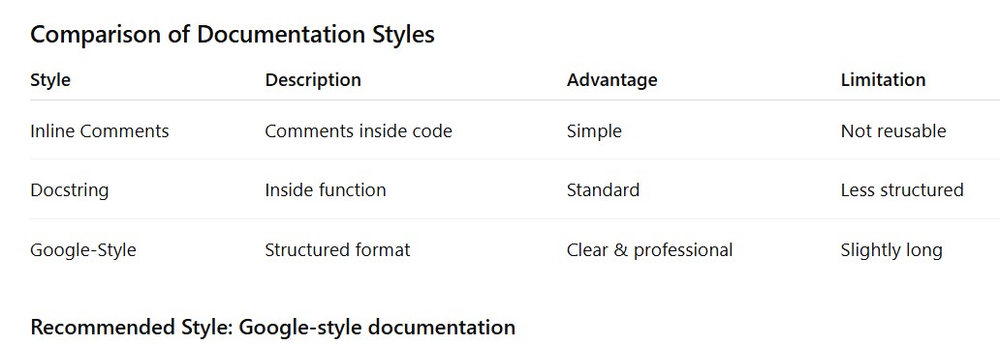 Comparison of Documentation Styles
Style Description Advantage Limitation
Inline Comments Comments inside code Simple Not reusable
Docstring Inside function Standard Less structured
Google-Style Structured format Clear & professional Slightly long
Recommended Style: Google-style documentation